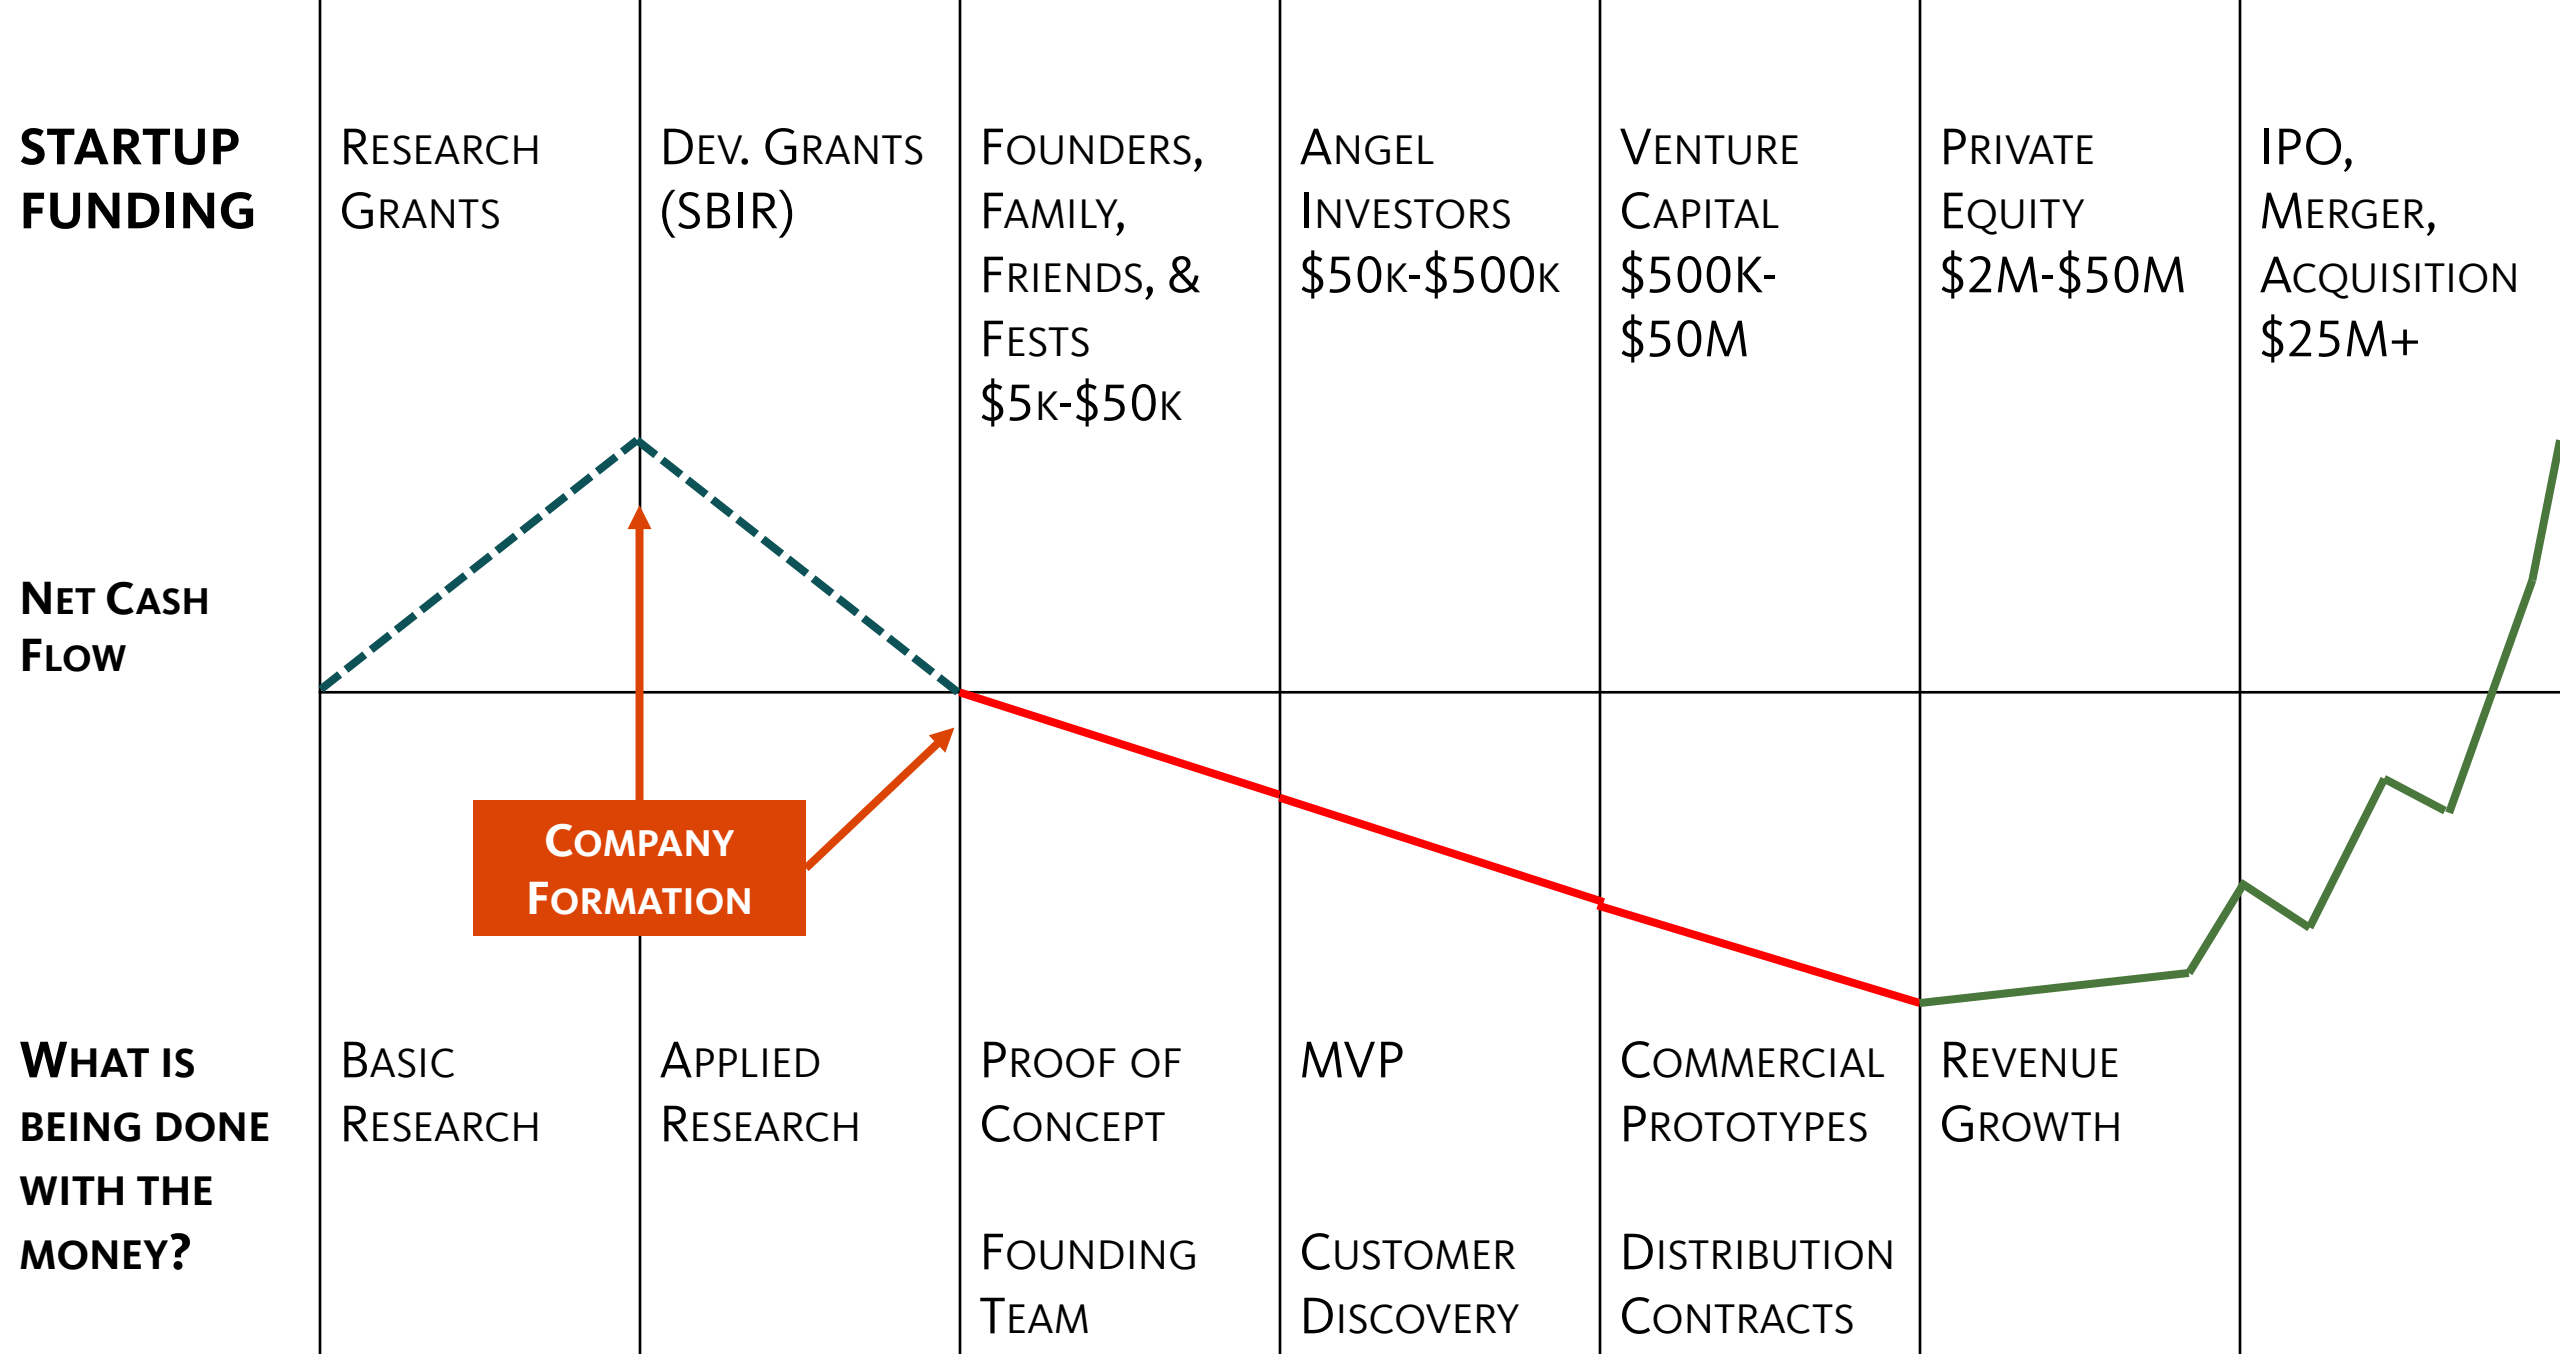 STARTUP
FUNDING
RESEARCH
GRANTS
DEV. GRANTS
(SBIR)
FOUNDERS,
FAMILY,
FRIENDS, &
FESTS
$5K-$50K
ANGEL
INVESTORS
$50K-$500K
VENTURE
CAPITAL
$500K-
$50M
PRIVATE
EQUITY
$2M-$50M
IPO,
MERGER,
ACQUISITION
$25M+
NET CASH
FLOW
COMPANY
FORMATION
WHAT IS
BEING DONE
WITH THE
MONEY?
BASIC
RESEARCH
APPLIED
RESEARCH
PROOF OF
CONCEPT
FOUNDING
TEAM
MVP
CUSTOMER
DISCOVERY
COMMERCIAL
PROTOTYPES
DISTRIBUTION
CONTRACTS
REVENUE
GROWTH